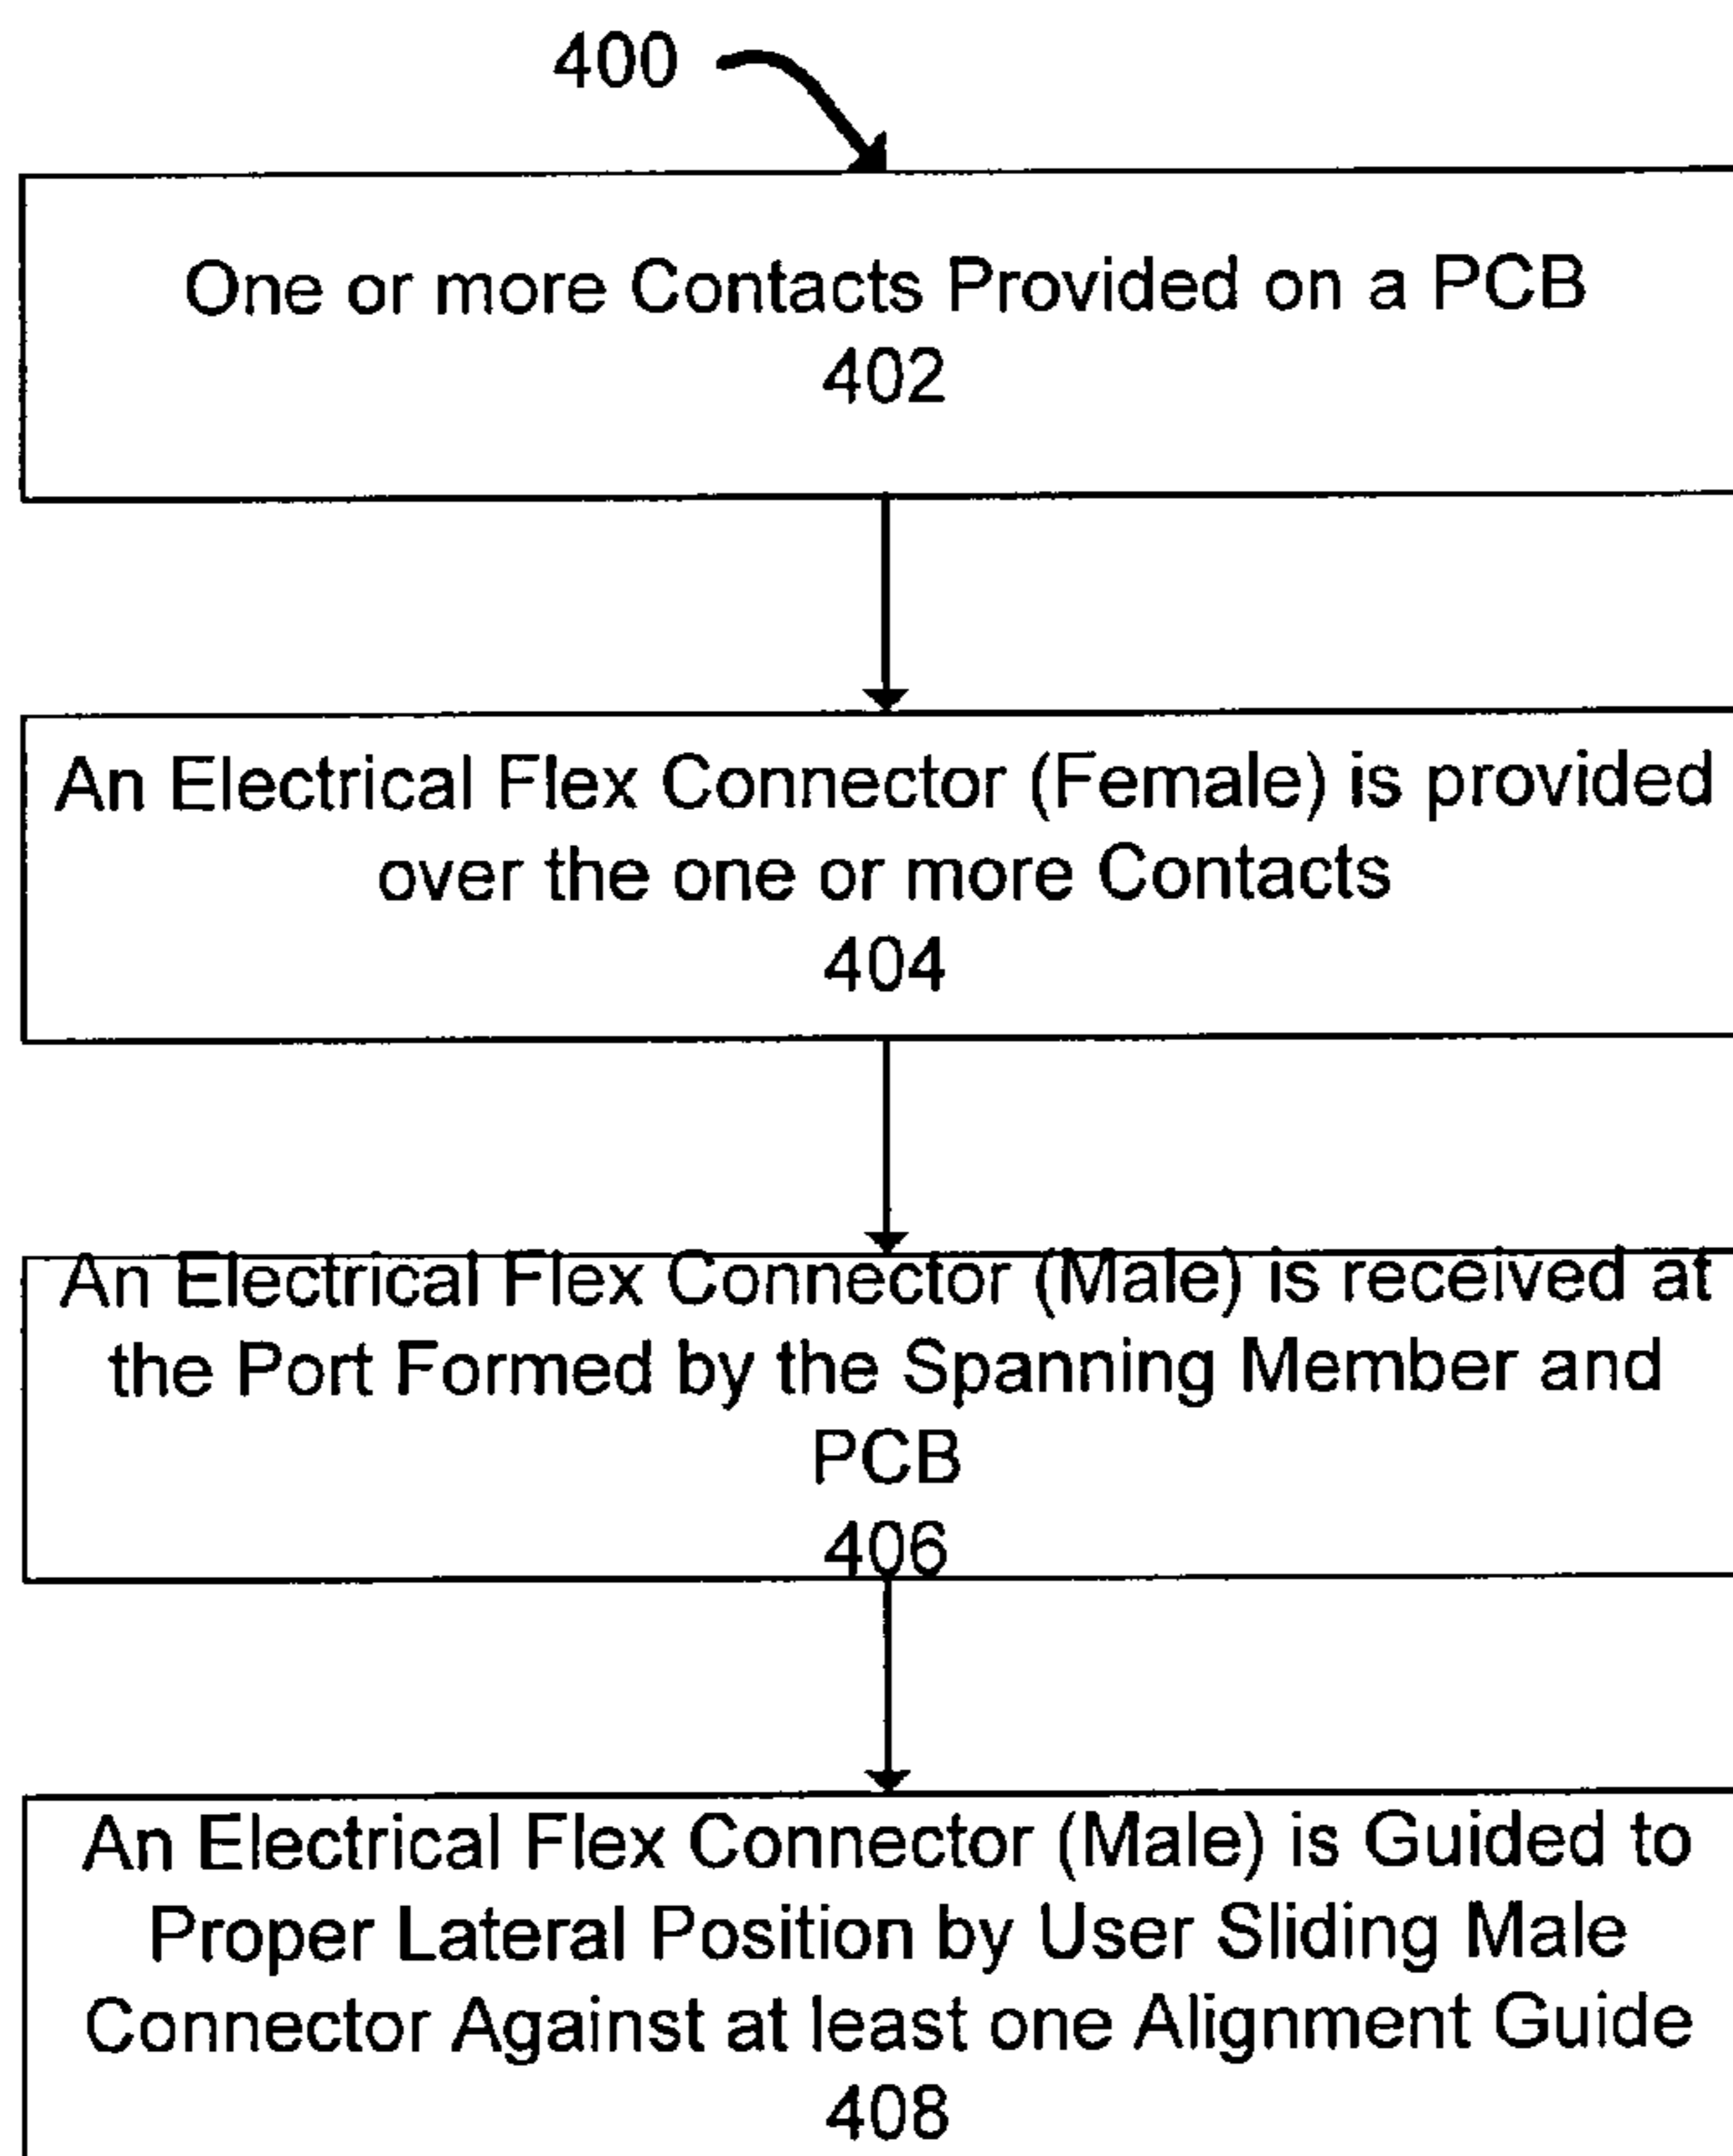 400
One or more Contacts Provided on a PCB
402
An Electrical Flex Connector (Female) is provided
over the one or more Contacts
404
An Electrical Flex Connector (Male) is received at
the Port Formed by the Spanning Member and
PCB
406
An Electrical Flex Connector (Male) is Guided to
Proper Lateral Position by User Sliding Male
Connector Against at least one Alignment Guide
408